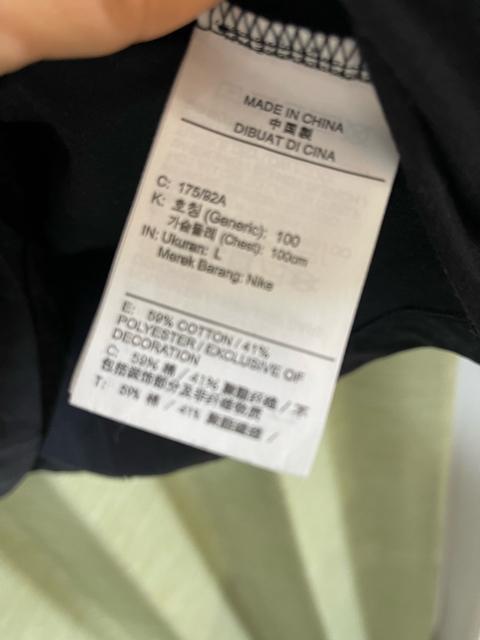 MADE IN CHINA
中国製
DIBUAT DI CINA
C: 175/92A
K: 호칭 (Generic): 100
가슴둘레 (Chest): 100cm
IN: Ukuran: L
Merek Barang: Nike
E: 59% COTTON / 41%
POLYESTER / EXCLUSIVE OF
DECORATION
C: 59% 棉 / 41% 聚酯纤维 / 不
包括装饰部分及非纤维物质
T: 59% 棉 / 41% 聚酯纖維 /